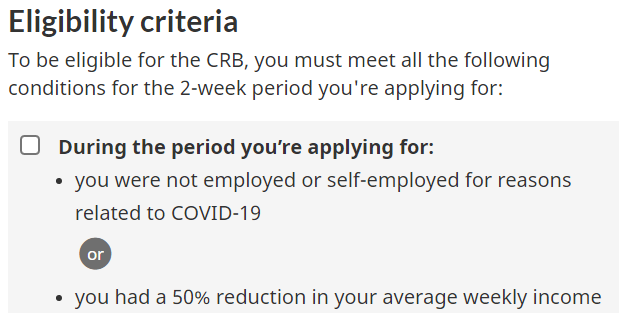 Eligibility criteria
To be eligible for the CRB, you must meet all the following
conditions for the 2-week period you're applying for:
During the period you’re applying for:
• you were not employed or self-employed for reasons
related to COVID-19
or
• you had a 50% reduction in your average weekly income